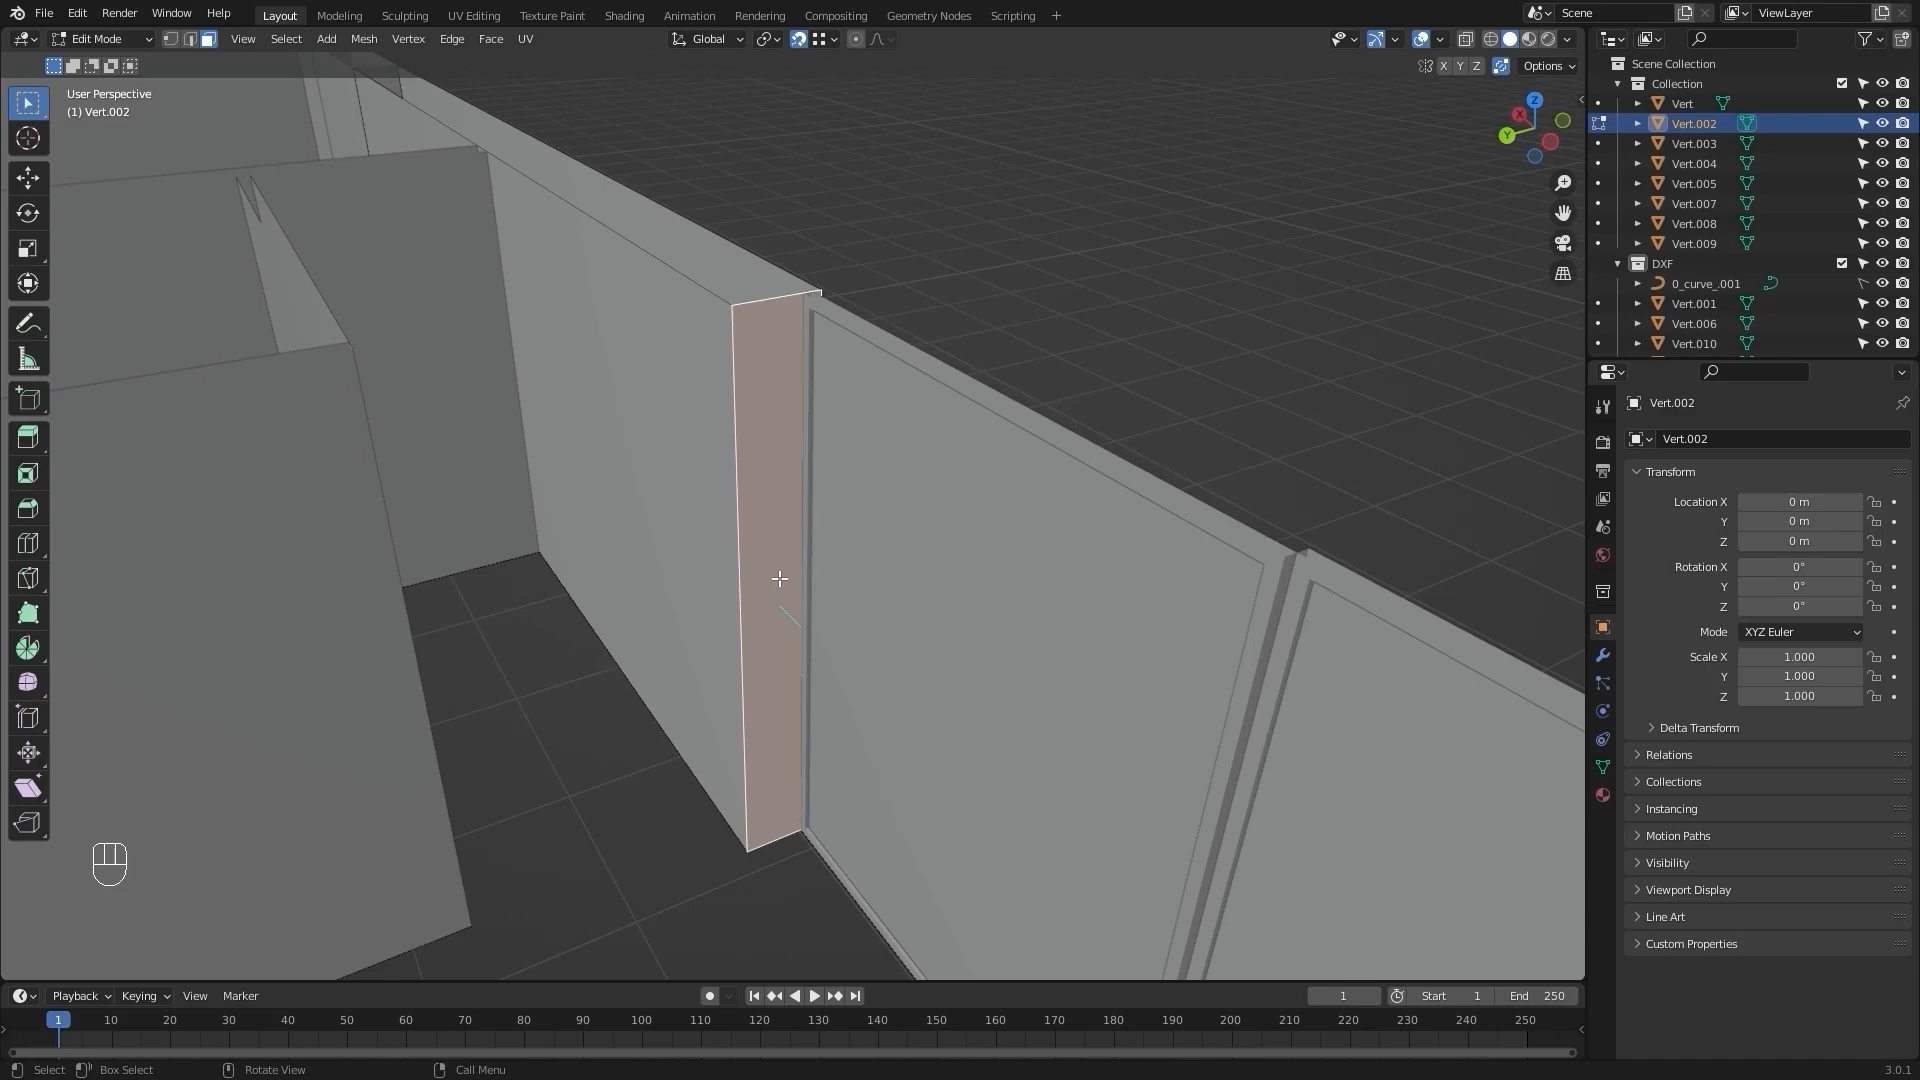 File Edit Render Window Help
Layout Modeling Sculpting UV Editing Texture Paint Shading Animation Rendering Compositing Geometry Nodes Scripting +
Scene
ViewLayer
Edit Mode
View Select Add Mesh Vertex Edge Face UV
Global
X Y Z
Options
User Perspective
(1) Vert.002
Z
X
Y
Scene Collection
Collection
Vert
Vert.002
Vert.003
Vert.004
Vert.005
Vert.007
Vert.008
Vert.009
DXF
0_curve_.001
Vert.001
Vert.006
Vert.010
Vert.002
Vert.002
Transform
Location X 0 m
Y 0 m
Z 0 m
Rotation X 0°
Y 0°
Z 0°
Mode XYZ Euler
Scale X 1.000
Y 1.000
Z 1.000
Delta Transform
Relations
Collections
Instancing
Motion Paths
Visibility
Viewport Display
Line Art
Custom Properties
Playback Keying View Marker
1
Start 1
End 250
1 10 20 30 40 50 60 70 80 90 100 110 120 130 140 150 160 170 180 190 200 210 220 230 240 250
Select Box Select Rotate View Call Menu
3.0.1